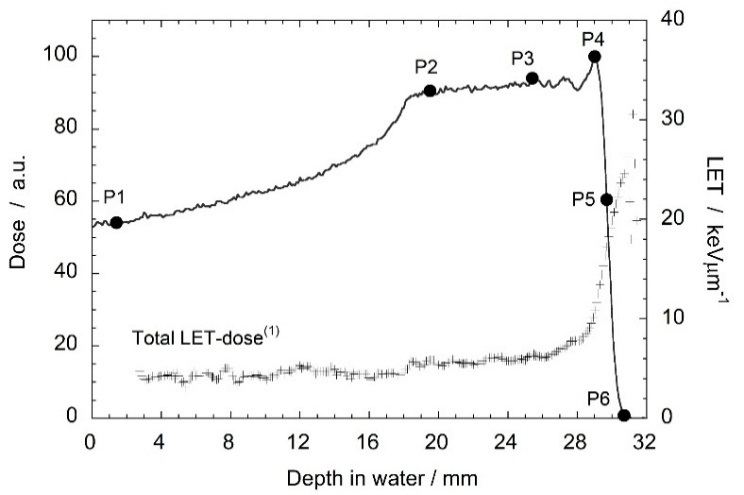 40
100
P4
P3
P2
80
30
60
P1
P5
20
40
Total LET-dose(1)
10
20
P6
0
0
0 4 8 12 16 20 24 28 32
Dose / a.u.
LET / keVμm-1
Depth in water / mm